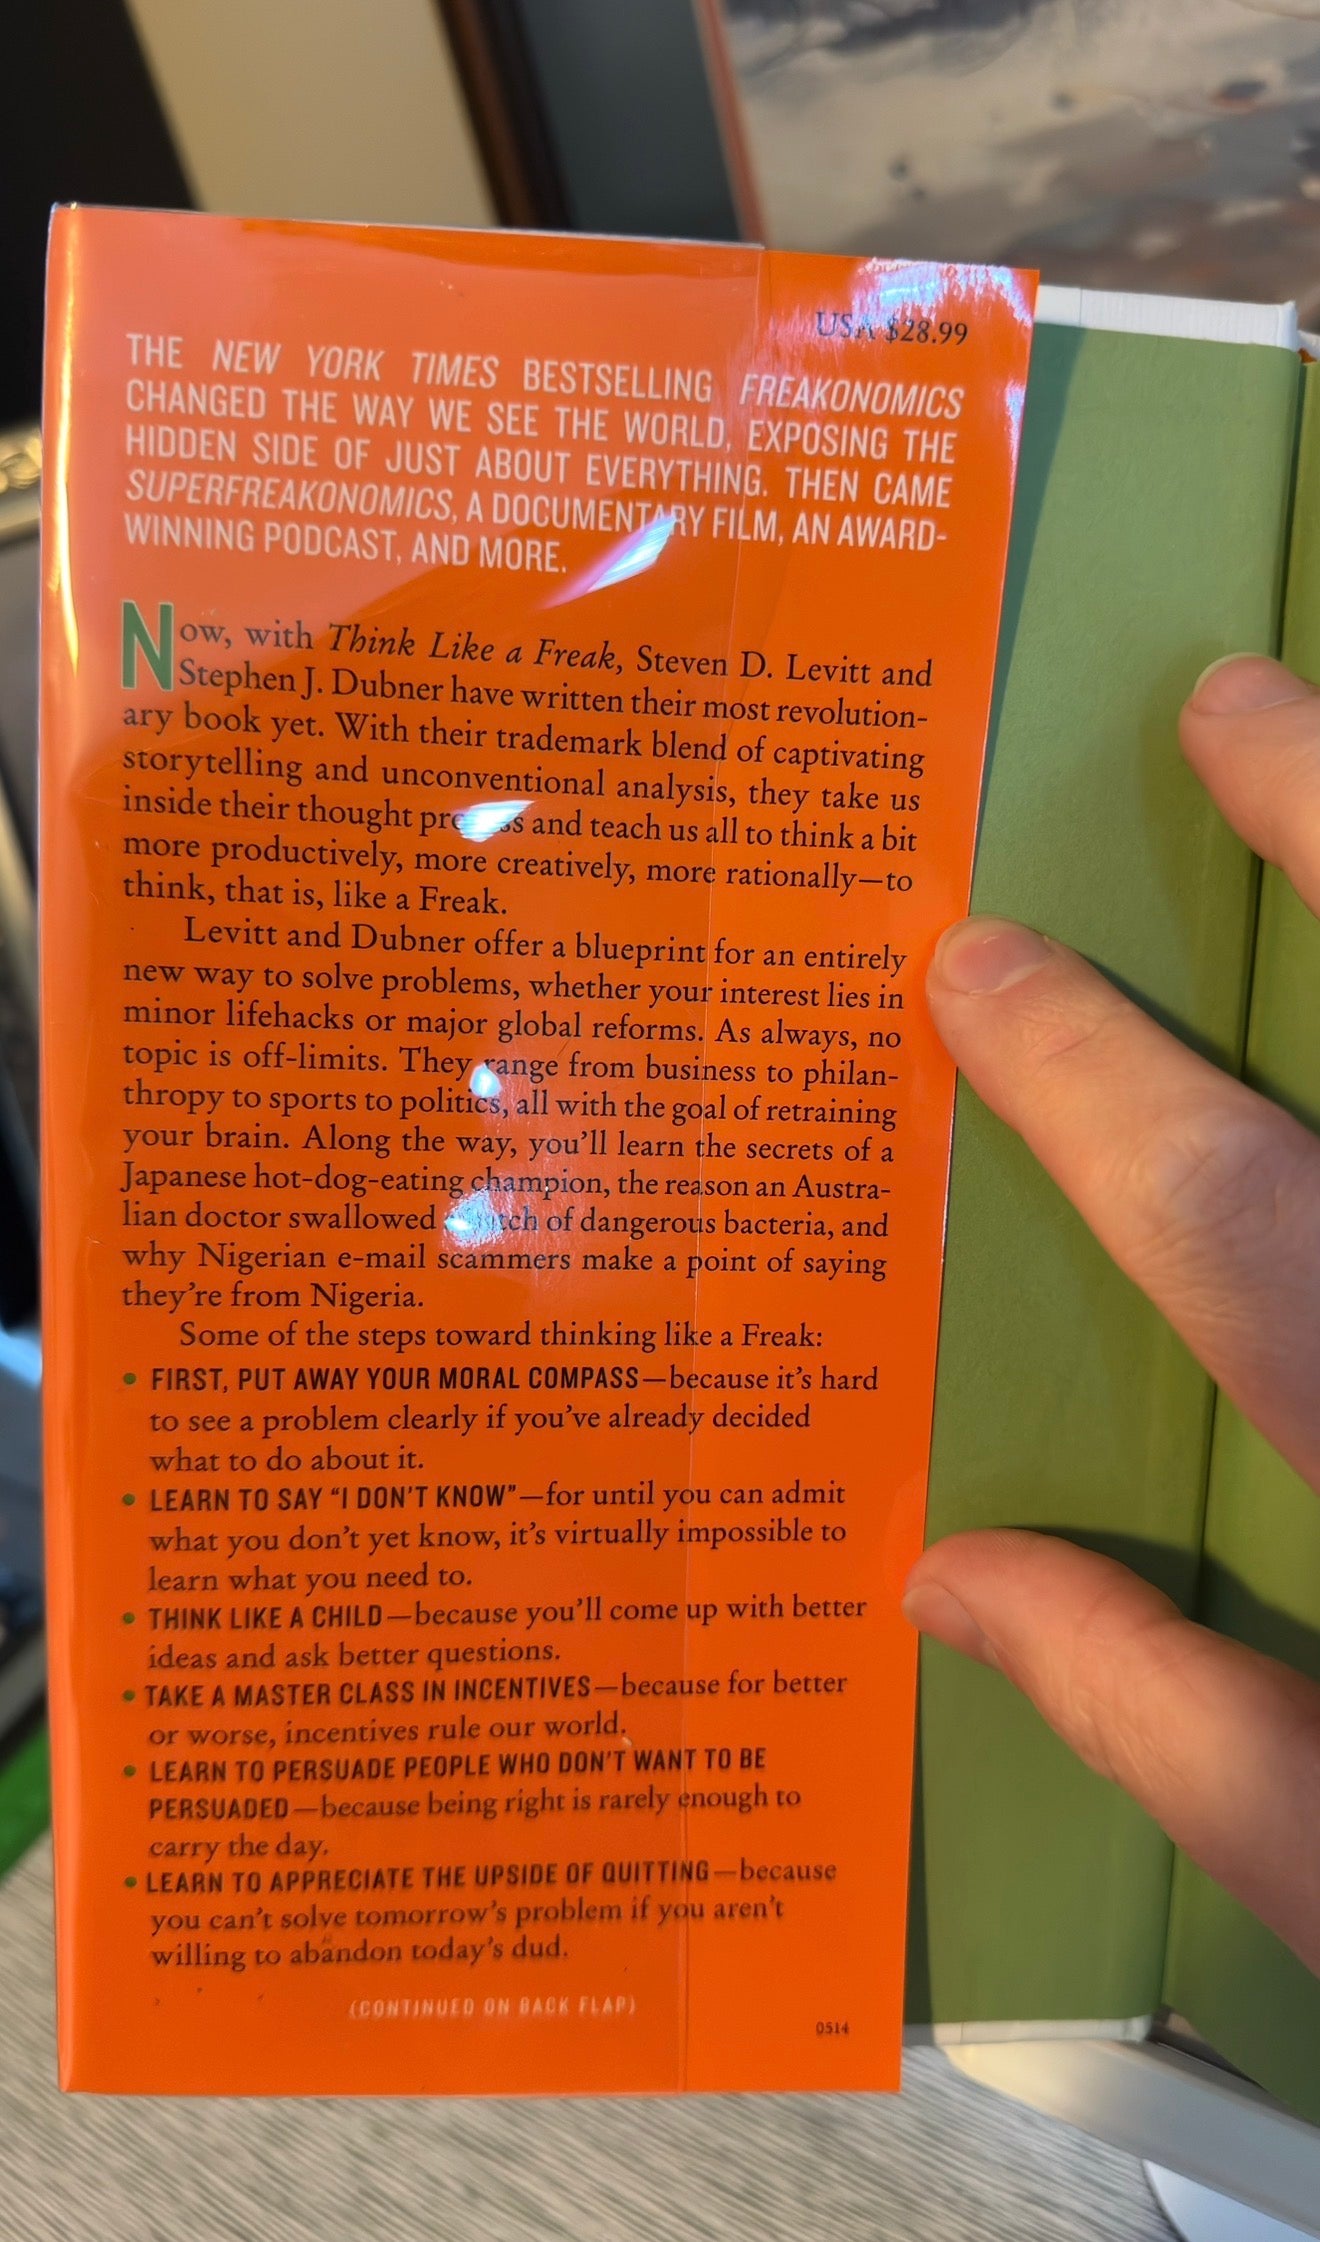 USA $28.99
THE NEW YORK TIMES BESTSELLING FREAKONOMICS
CHANGED THE WAY WE SEE THE WORLD, EXPOSING THE
HIDDEN SIDE OF JUST ABOUT EVERYTHING. THEN CAME
SUPERFREAKONOMICS, A DOCUMENTARY FILM, AN AWARD-
WINNING PODCAST, AND MORE.
Now, with Think Like a Freak, Steven D. Levitt and
Stephen J. Dubner have written their most revolution-
ary book yet. With their trademark blend of captivating
storytelling and unconventional analysis, they take us
inside their thought process and teach us all to think a bit
more productively, more creatively, more rationally—to
think, that is, like a Freak.
Levitt and Dubner offer a blueprint for an entirely
new way to solve problems, whether your interest lies in
minor lifehacks or major global reforms. As always, no
topic is off-limits. They range from business to philan-
thropy to sports to politics, all with the goal of retraining
your brain. Along the way, you'll learn the secrets of a
Japanese hot-dog-eating champion, the reason an Austra-
lian doctor swallowed of dangerous bacteria, and
why Nigerian e-mail scammers make a point of saying
they're from Nigeria.
Some of the steps toward thinking like a Freak:
• FIRST, PUT AWAY YOUR MORAL COMPASS—because it's hard
to see a problem clearly if you've already decided
what to do about it.
• LEARN TO SAY "I DON'T KNOW"—for until you can admit
what you don't yet know, it's virtually impossible to
learn what you need to.
• THINK LIKE A CHILD—because you'll come up with better
ideas and ask better questions.
• TAKE A MASTER CLASS IN INCENTIVES—because for better
or worse, incentives rule our world.
• LEARN TO PERSUADE PEOPLE WHO DON'T WANT TO BE
PERSUADED—because being right is rarely enough to
carry the day.
• LEARN TO APPRECIATE THE UPSIDE OF QUITTING—because
you can't solve tomorrow's problem if you aren't
willing to abandon today's dud.
(CONTINUED ON BACK FLAP)
0514